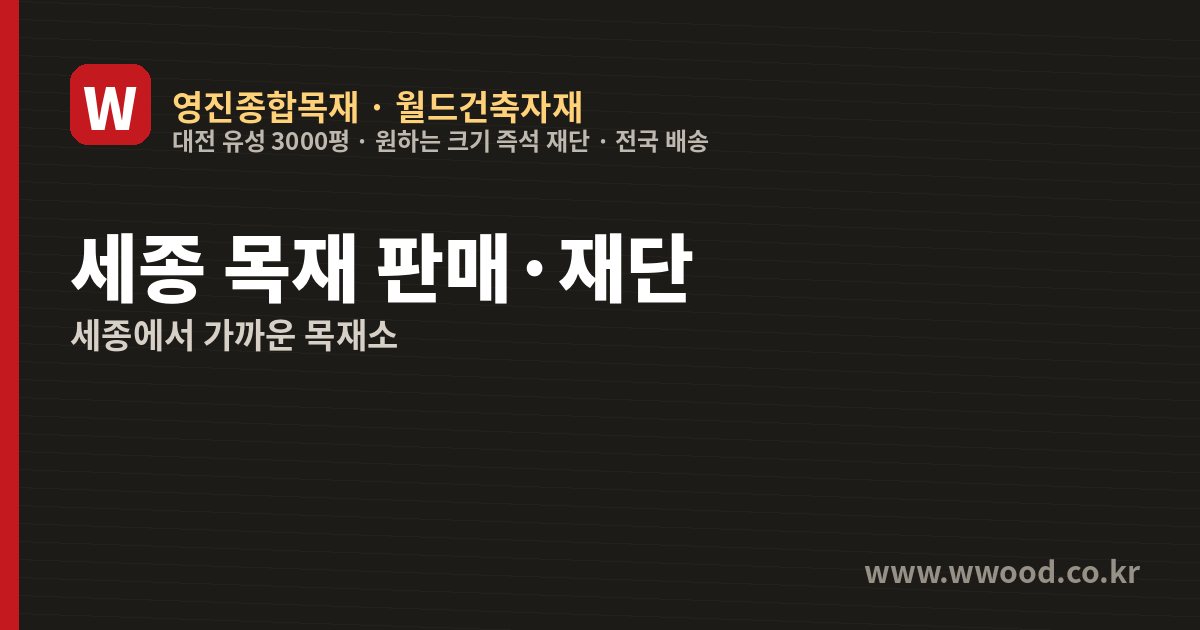 W
영진종합목재 · 월드건축자재
대전 유성 3000평 · 원하는 크기 즉석 재단 · 전국 배송
세종 목재 판매·재단
세종에서 가까운 목재소
www.wwood.co.kr